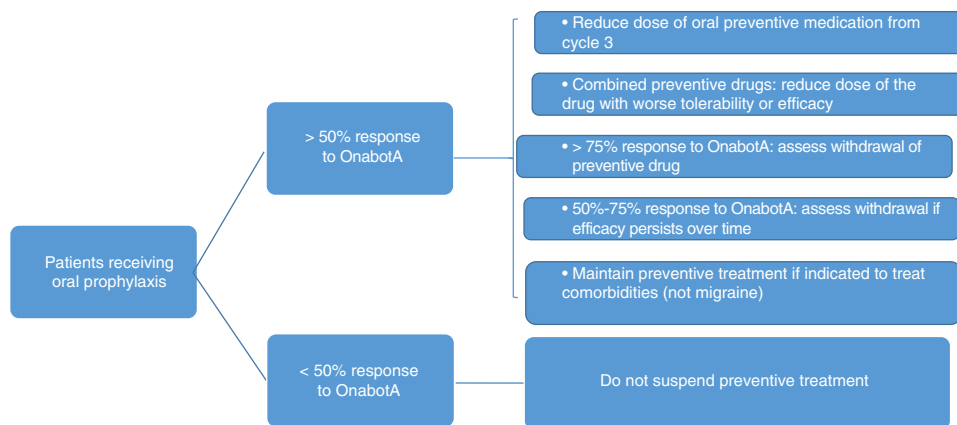 Patients receiving
oral prophylaxis
> 50% response
to OnabotA
• Reduce dose of oral preventive medication from
cycle 3
• Combined preventive drugs: reduce dose of the
drug with worse tolerability or efficacy
• > 75% response to OnabotA: assess withdrawal of
preventive drug
• 50%-75% response to OnabotA: assess withdrawal if
efficacy persists over time
• Maintain preventive treatment if indicated to treat
comorbidities (not migraine)
< 50% response
to OnabotA
Do not suspend preventive treatment